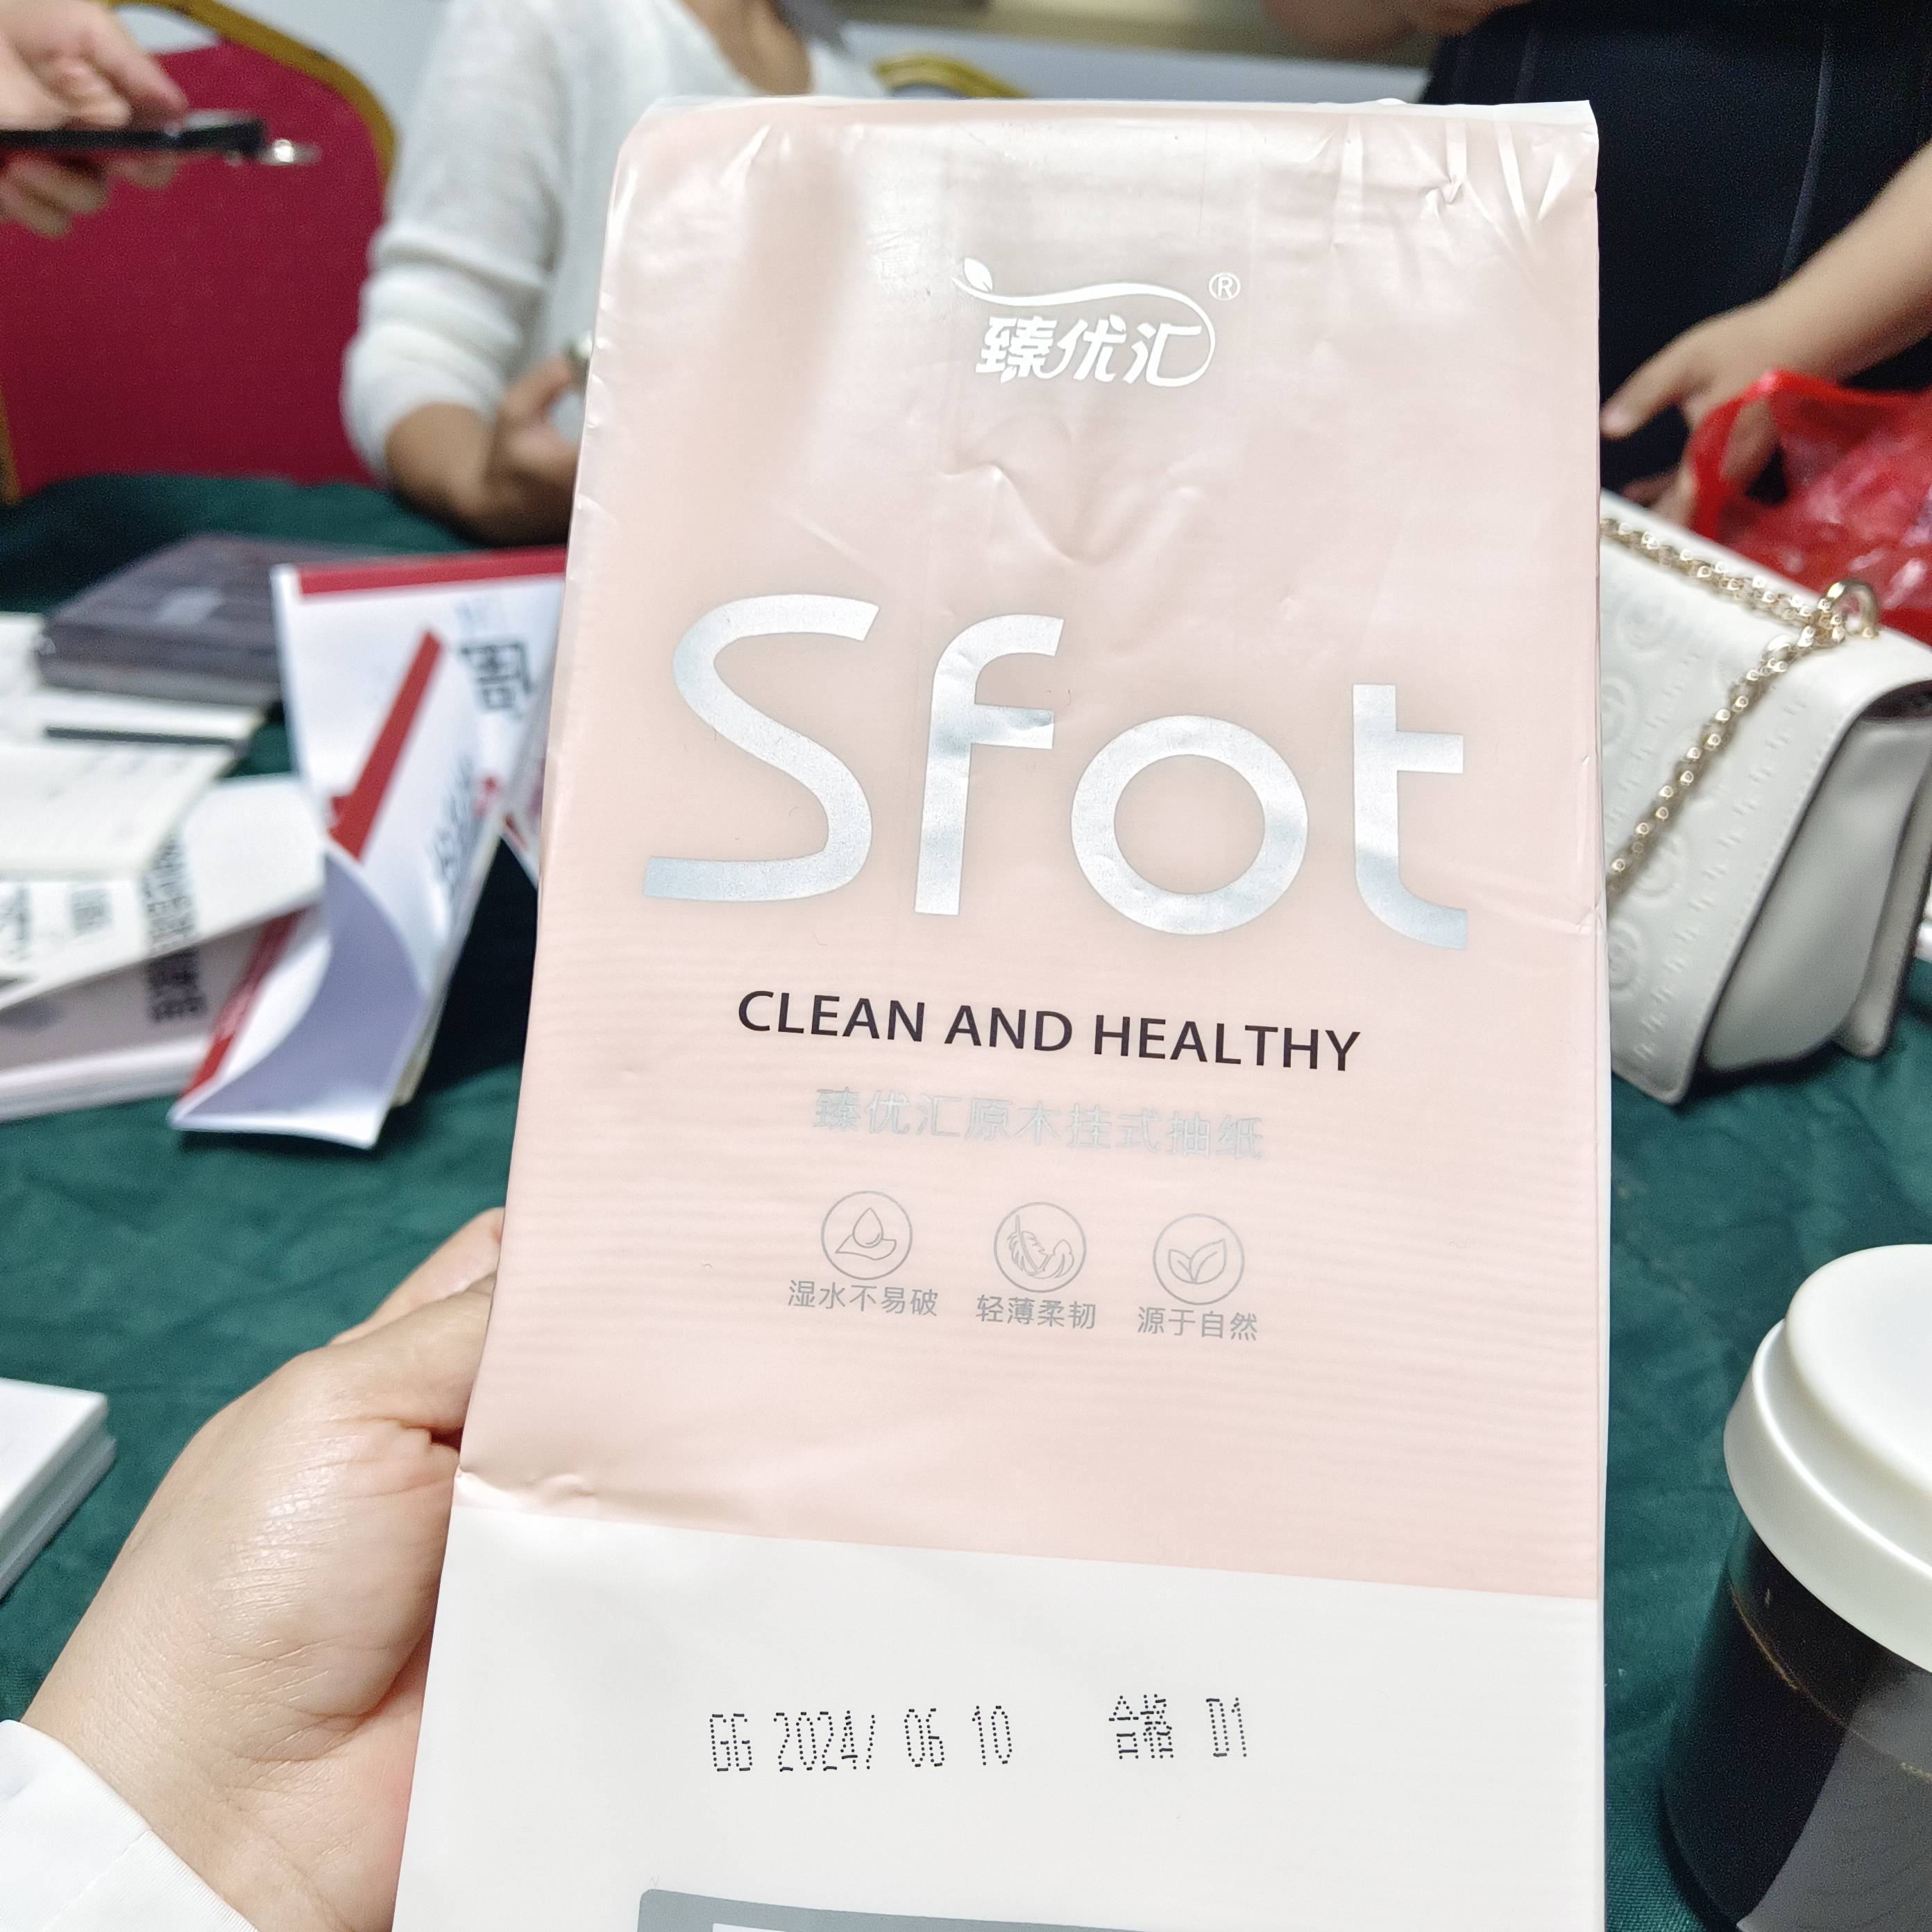 臻优汇®
Sfot
CLEAN AND HEALTHY
臻优汇原木挂式抽纸
湿水不易破 轻薄柔韧 源于自然
GG 2024/ 06 10 合格 D1